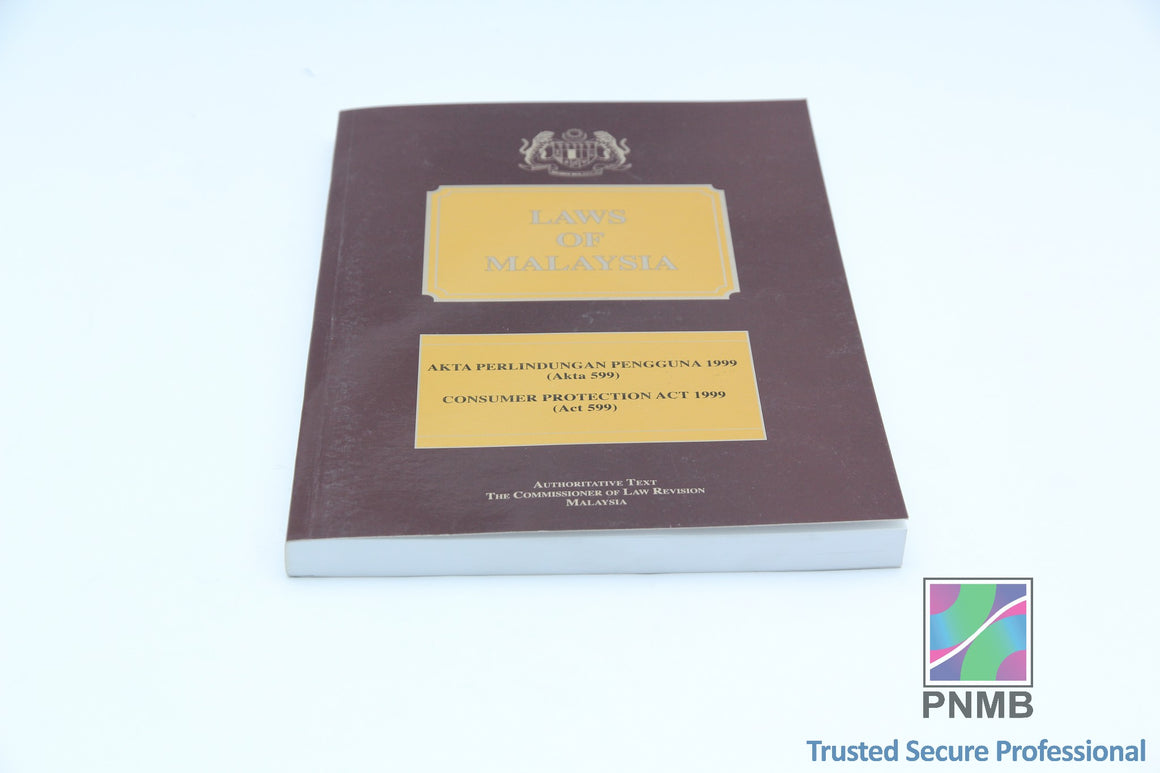 LAWS
OF
MALAYSIA
AKTA PERLINDUNGAN PENGGUNA 1999
(Akta 599)
CONSUMER PROTECTION ACT 1999
(Act 599)
AUTHORITATIVE TEXT
THE COMMISSIONER OF LAW REVISION
MALAYSIA
PNMB
Trusted Secure Professional